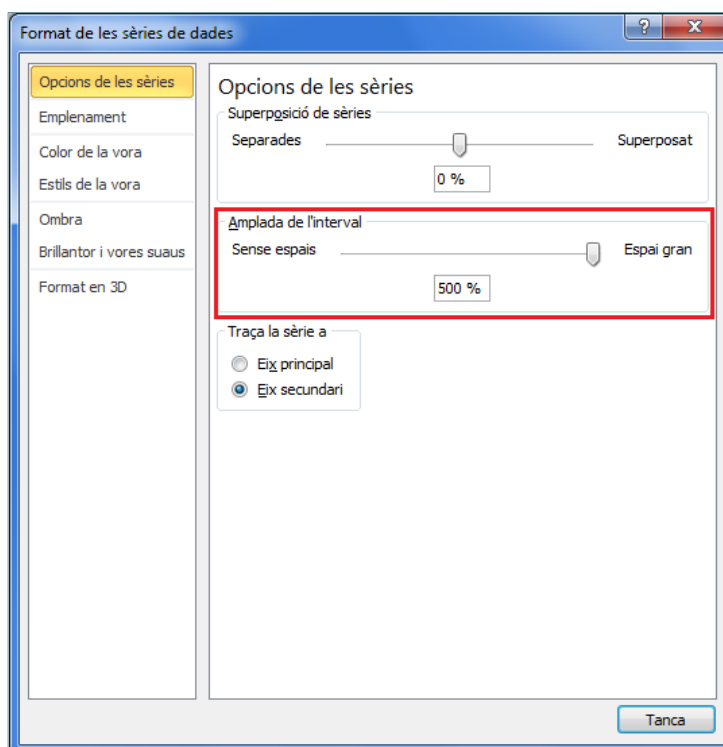 Format de les sèries de dades
Opcions de les sèries
Emplenament
Color de la vora
Estils de la vora
Ombra
Brillantor i vores suaus
Format en 3D
Opcions de les sèries
Superposició de sèries
Separades Superposat
0 %
Amplada de l'interval
Sense espais Espai gran
500 %
Traça la sèrie a
Eix principal
Eix secundari
Tanca